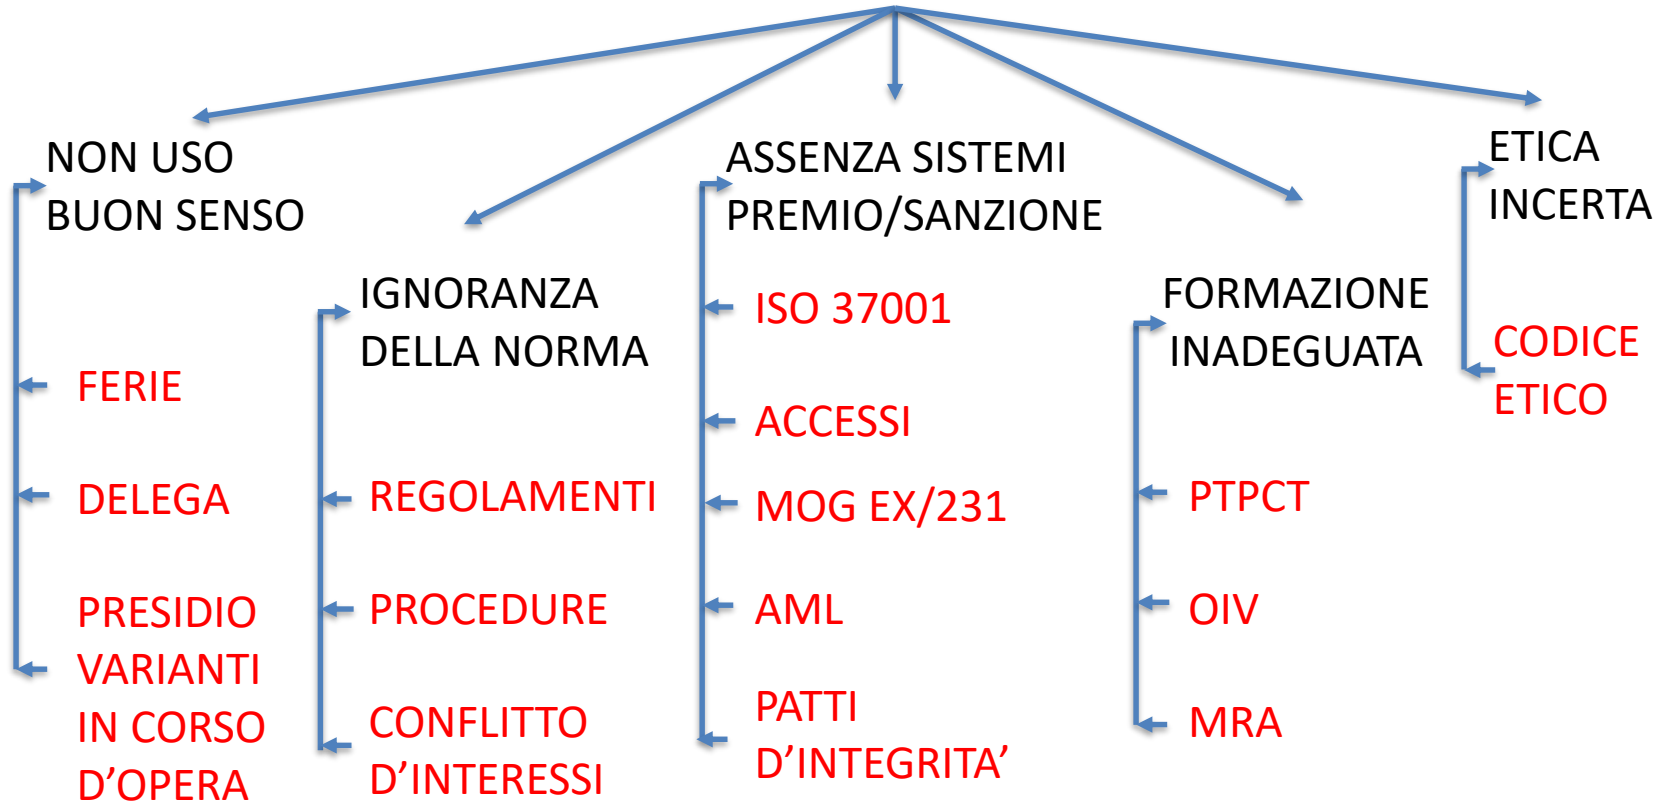 NON USO
BUON SENSO
FERIE
DELEGA
PRESIDIO
VARIANTI
IN CORSO
D’OPERA
IGNORANZA
DELLA NORMA
REGOLAMENTI
PROCEDURE
CONFLITTO
D’INTERESSI
ASSENZA SISTEMI
PREMIO/SANZIONE
ISO 37001
ACCESSI
MOG EX/231
AML
PATTI
D’INTEGRITA’
FORMAZIONE
INADEGUATA
PTPCT
OIV
MRA
ETICA
INCERTA
CODICE
ETICO